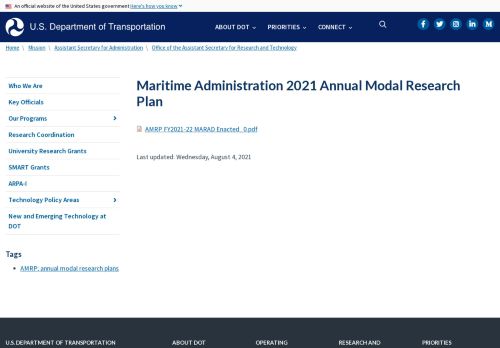 An official website of the United States government Here's how you know
U.S. Department of Transportation
ABOUT DOT
PRIORITIES
CONNECT
Home \ Mission \ Assistant Secretary for Administration \ Office of the Assistant Secretary for Research and Technology
Who We Are
Key Officials
Our Programs
Research Coordination
University Research Grants
SMART Grants
ARPA-I
Technology Policy Areas
New and Emerging Technology at
DOT
Tags
AMRP; annual modal research plans
Maritime Administration 2021 Annual Modal Research
Plan
AMRP FY2021-22 MARAD Enacted_0.pdf
Last updated: Wednesday, August 4, 2021
U.S. DEPARTMENT OF TRANSPORTATION
ABOUT DOT
OPERATING
RESEARCH AND
PRIORITIES